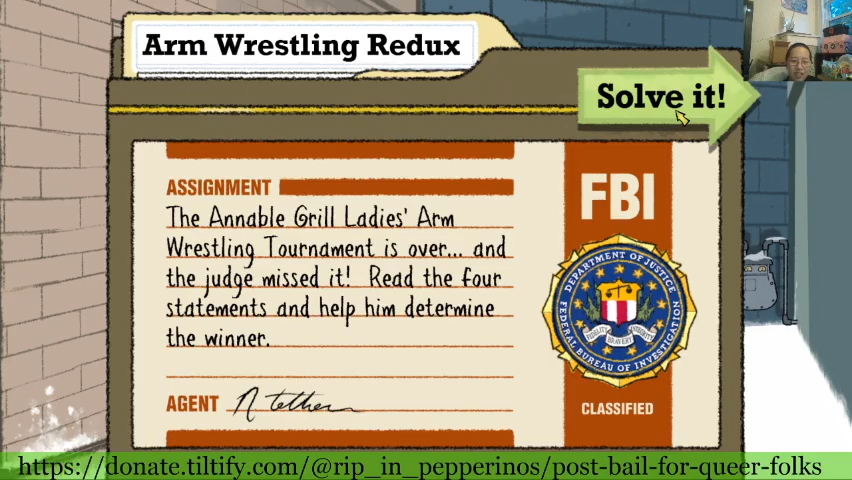 Arm Wrestling Redux
Solve it!
ASSIGNMENT
The Annable Grill Ladies' Arm
Wrestling Tournament is over... and
the judge missed it! Read the four
statements and help him determine
the winner.
AGENT N Tethers
FBI
DEPARTMENT OF JUSTICE
FIDELITY BRAVERY INTEGRITY
FEDERAL BUREAU OF INVESTIGATION
CLASSIFIED
https://donate.tiltify.com/@rip_in_pepperinos/post-bail-for-queer-folks